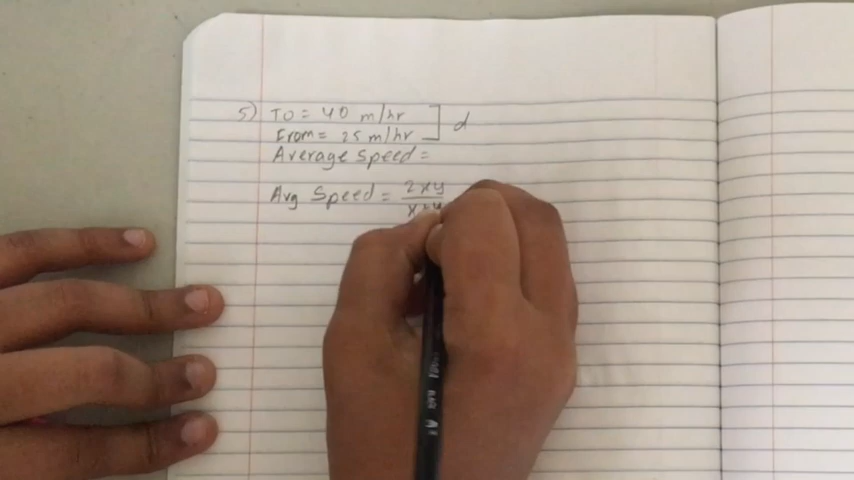 5) TO = 40 m/hr
From = 25 m/hr ] d
Average Speed =
Avg Speed = 2xy
x+y